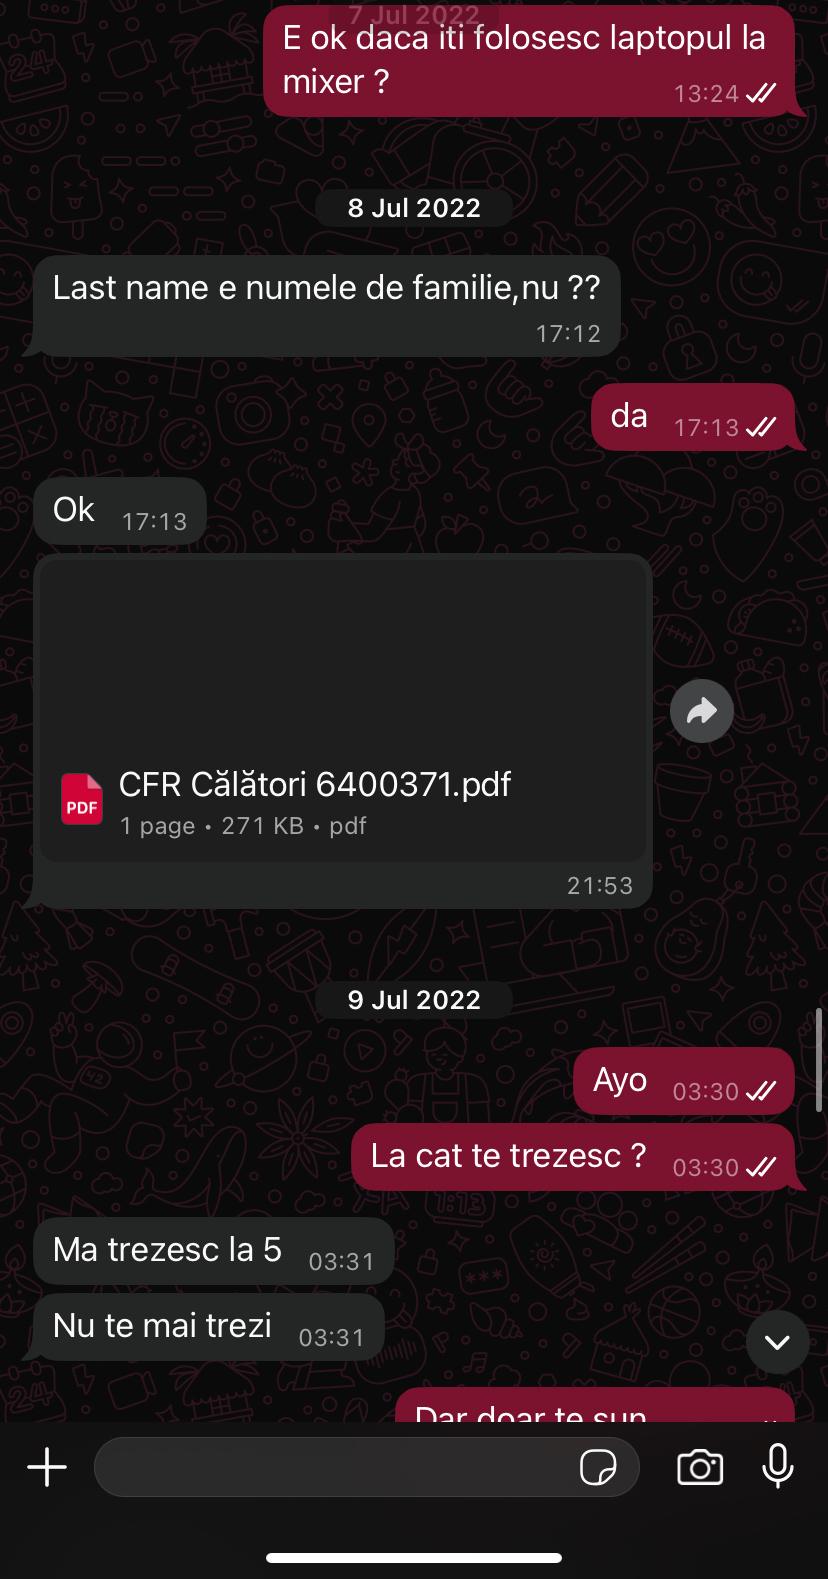 7 Jul 2022
E ok daca iti folosesc laptopul la
mixer ?
13:24
8 Jul 2022
Last name e numele de familie,nu ??
17:12
da 17:13
Ok 17:13
CFR Călători 6400371.pdf
PDF
1 page • 271 KB • pdf
21:53
9 Jul 2022
Ayo 03:30
La cat te trezesc ? 03:30
Ma trezesc la 5 03:31
Nu te mai trezi 03:31
Dar doar te sun